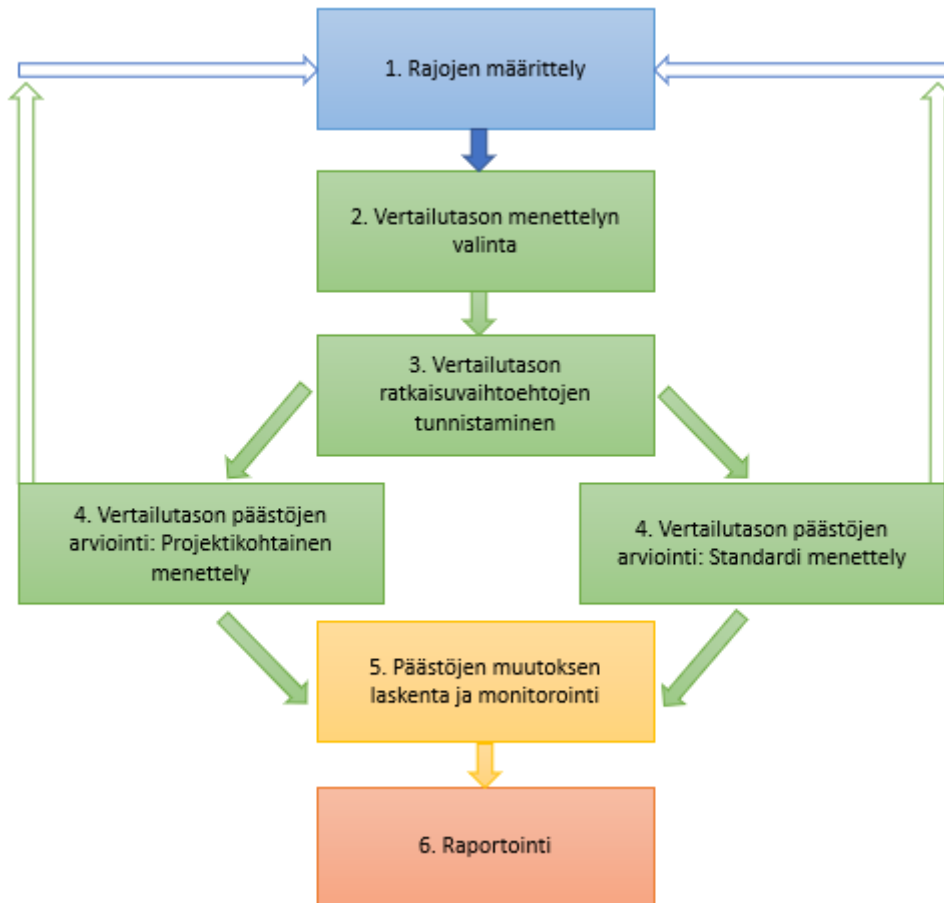 1. Rajojen määrittely
2. Vertailutason menettelyn
valinta
3. Vertailutason
ratkaisuvaihtoehtojen
tunnistaminen
4. Vertailutason päästöjen
arviointi: Projektikohtainen
menettely
4. Vertailutason päästöjen
arviointi: Standardi menettely
5. Päästöjen muutoksen
laskenta ja monitorointi
6. Raportointi